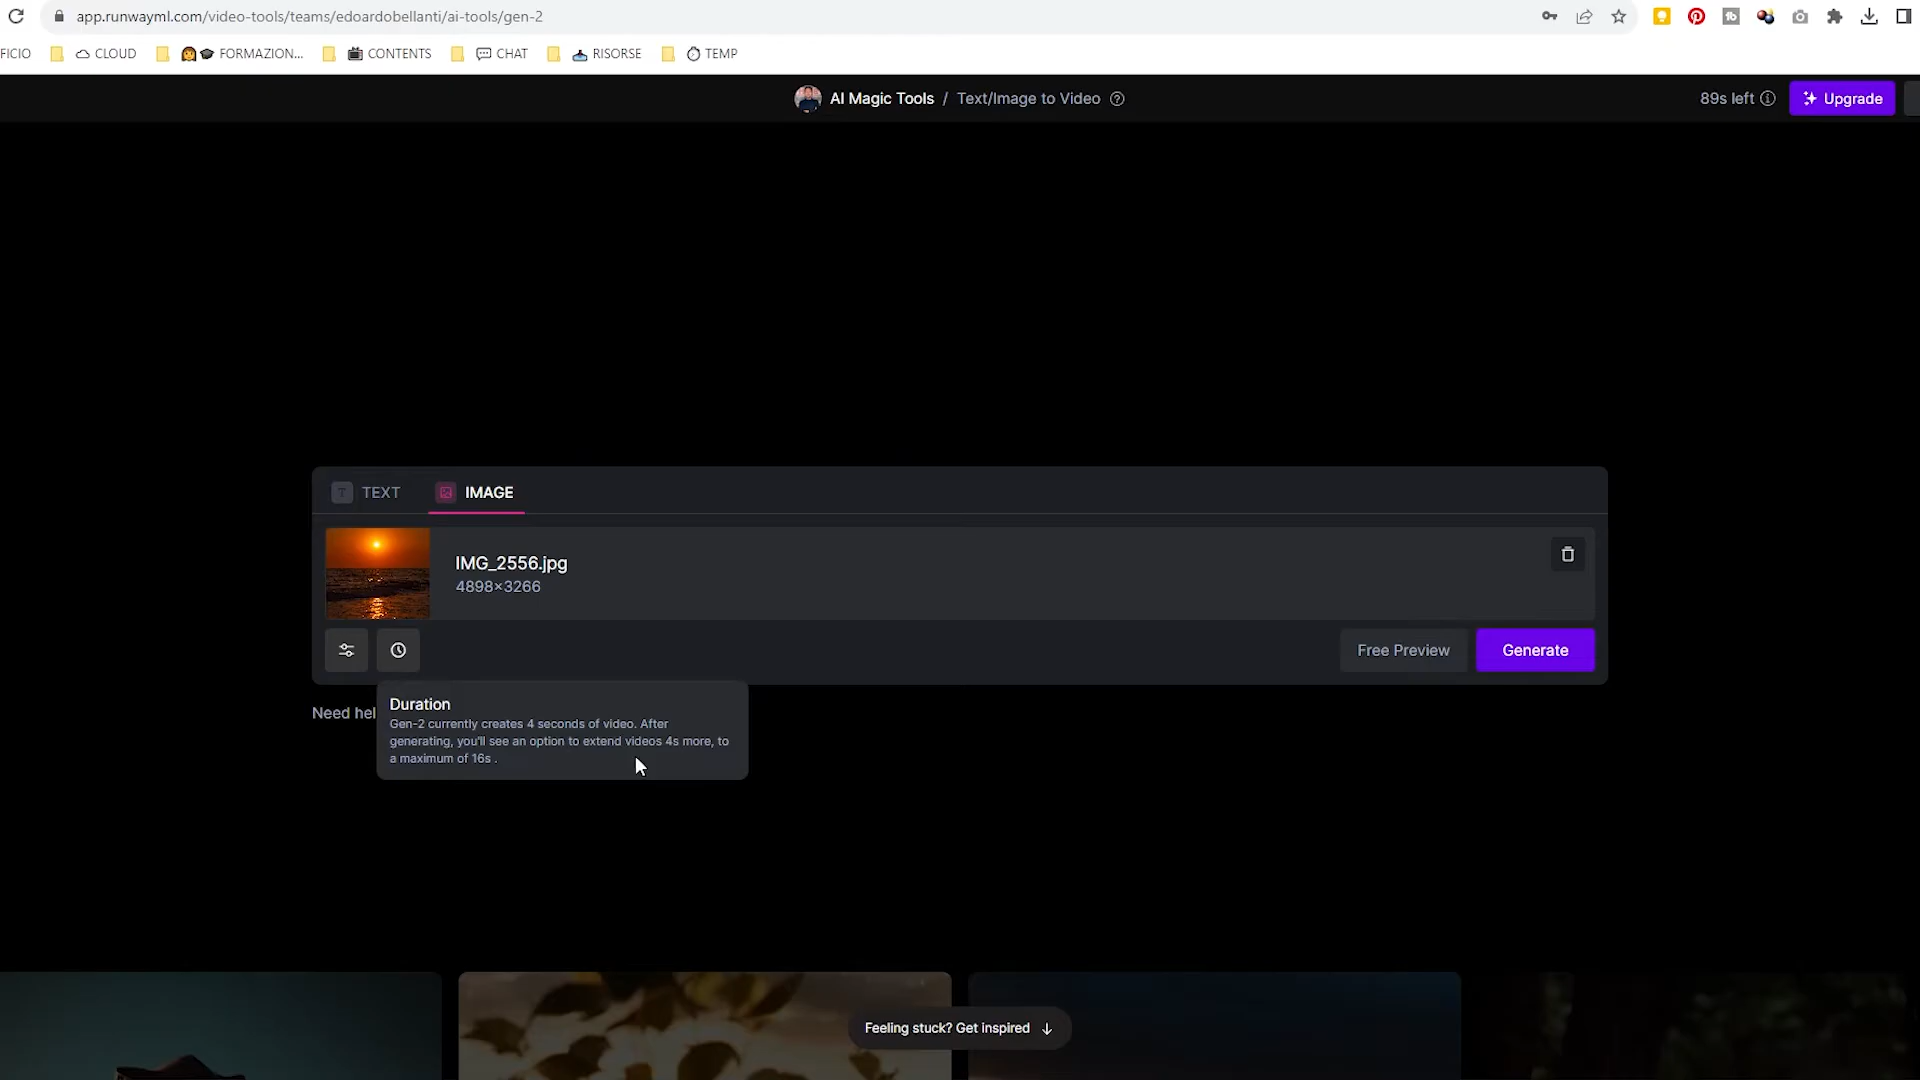 app.runwayml.com/video-tools/teams/edoardobellanti/ai-tools/gen-2
FICIO CLOUD FORMAZION... CONTENTS CHAT RISORSE TEMP
AI Magic Tools / Text/Image to Video
89s left
Upgrade
TEXT IMAGE
IMG_2556.jpg
4898×3266
Free Preview Generate
Need hel
Duration
Gen-2 currently creates 4 seconds of video. After
generating, you'll see an option to extend videos 4s more, to
a maximum of 16s .
Feeling stuck? Get inspired ↓